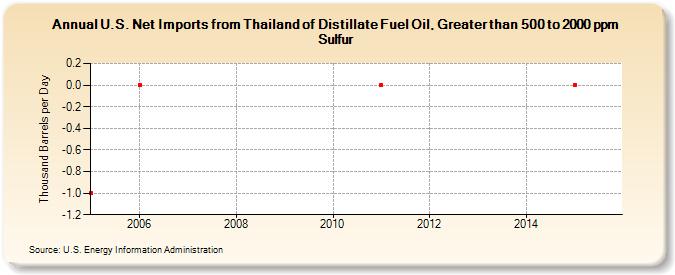 Annual U.S. Net Imports from Thailand of Distillate Fuel Oil, Greater than 500 to 2000 ppm
Sulfur
Thousand Barrels per Day
0.2
0.0
-0.2
-0.4
-0.6
-0.8
-1.0
-1.2
2006 2008 2010 2012 2014
Source: U.S. Energy Information Administration